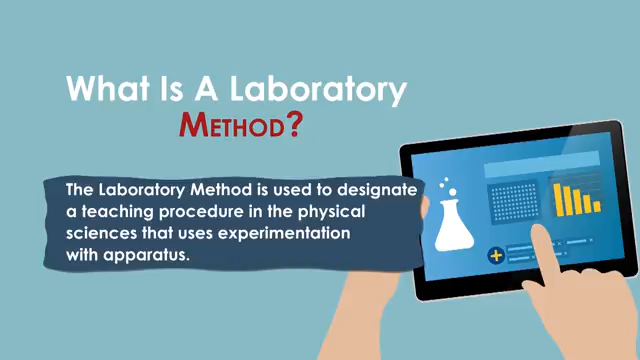 What Is A Laboratory
METHOD?
The Laboratory Method is used to designate
a teaching procedure in the physical
sciences that uses experimentation
with apparatus.